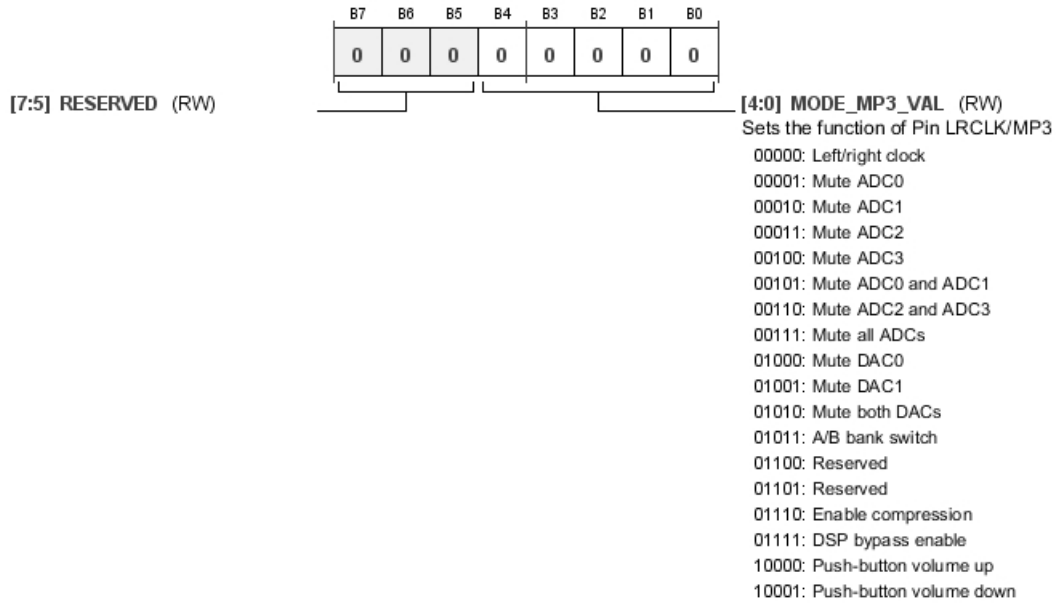 B7 B6 B5 B4 B3 B2 B1 B0
0 0 0 0 0 0 0 0
[7:5] RESERVED (RW)
[4:0] MODE_MP3_VAL (RW)
Sets the function of Pin LRCLK/MP3
00000: Left/right clock
00001: Mute ADC0
00010: Mute ADC1
00011: Mute ADC2
00100: Mute ADC3
00101: Mute ADC0 and ADC1
00110: Mute ADC2 and ADC3
00111: Mute all ADCs
01000: Mute DAC0
01001: Mute DAC1
01010: Mute both DACs
01011: A/B bank switch
01100: Reserved
01101: Reserved
01110: Enable compression
01111: DSP bypass enable
10000: Push-button volume up
10001: Push-button volume down